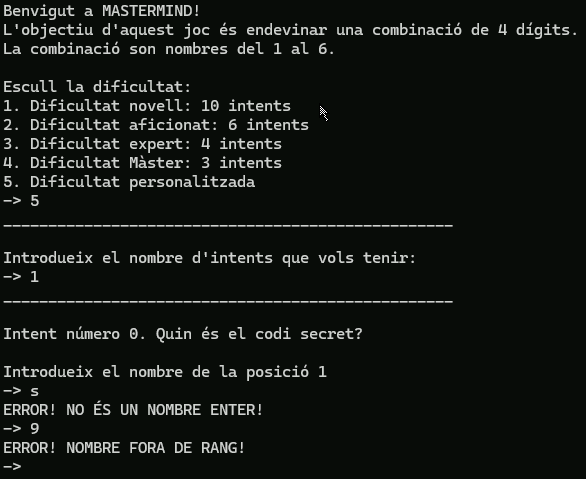 Benvigut a MASTERMIND!
L'objectiu d'aquest joc és endevinar una combinació de 4 dígits.
La combinació son nombres del 1 al 6.
Escull la dificultat:
1. Dificultat novell: 10 intents
2. Dificultat aficionat: 6 intents
3. Dificultat expert: 4 intents
4. Dificultat Màster: 3 intents
5. Dificultat personalitzada
-> 5
__________________________________________________
Introdueix el nombre d'intents que vols tenir:
-> 1
__________________________________________________
Intent número 0. Quin és el codi secret?
Introdueix el nombre de la posició 1
-> s
ERROR! NO ÉS UN NOMBRE ENTER!
-> 9
ERROR! NOMBRE FORA DE RANG!
->